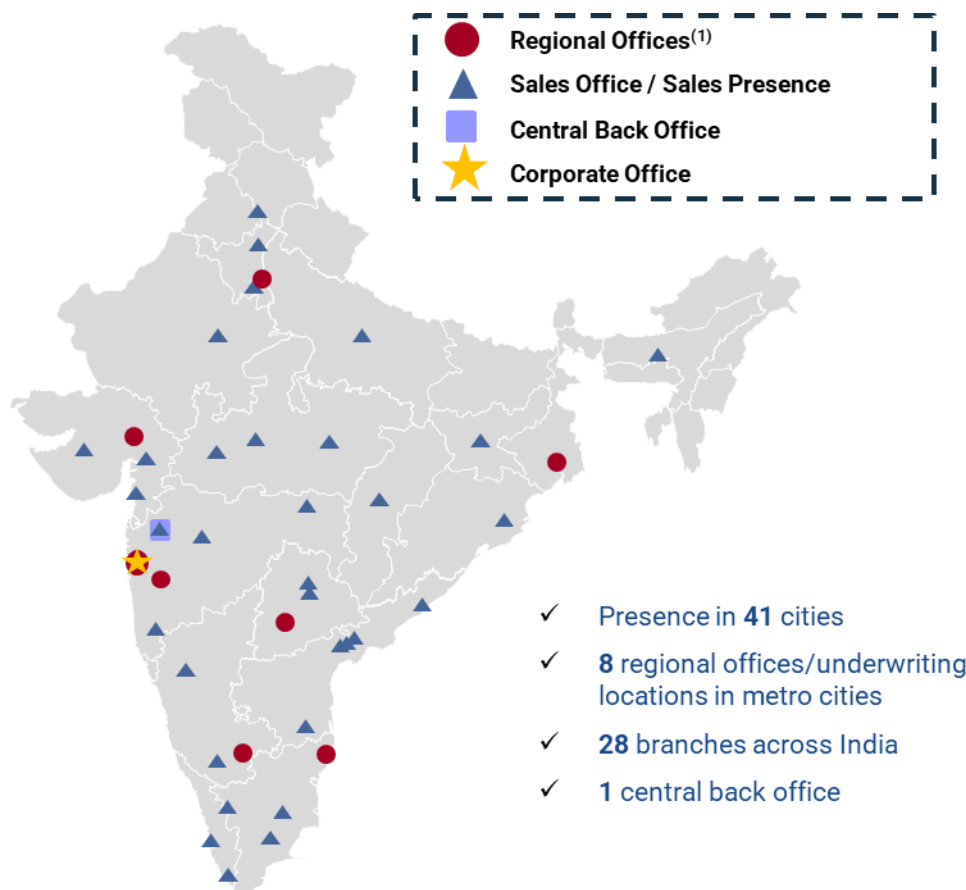 Regional Offices(1)
Sales Office / Sales Presence
Central Back Office
Corporate Office
✓ Presence in 41 cities
✓ 8 regional offices/underwriting
locations in metro cities
✓ 28 branches across India
✓ 1 central back office